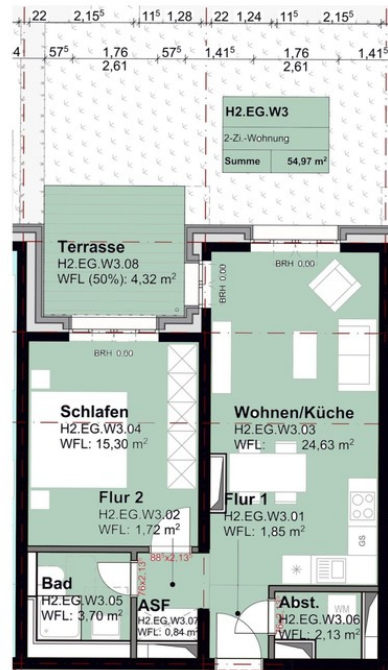 22 2,15⁵ 11⁵ 1,28 22 1,24 11⁵ 2,15⁵
4 57⁵ 1,76 57⁵ 1,41⁵ 1,76 1,41⁵
2,61 2,61
H2.EG.W3
2-Zi.-Wohnung
Summe 54,97 m²
Terrasse
H2.EG.W3.08
WFL (50%): 4,32 m²
BRH 0.00
BRH 0.00
BRH 0.00
Schlafen
H2.EG.W3.04
WFL: 15,30 m²
Wohnen/Küche
H2.EG.W3.03
WFL: 24,63 m²
Flur 2
H2.EG.W3.02
WFL: 1,72 m²
Flur 1
H2.EG.W3.01
WFL: 1,85 m²
GS
88⁵x2.13⁵
76x2.13⁵
Bad
H2.EG.W3.05
WFL: 3,70 m²
ASF
H2.EG.W3.07
WFL: 0,84 m²
Abst.
WM
H2.EG.W3.06
WFL: 2,13 m²